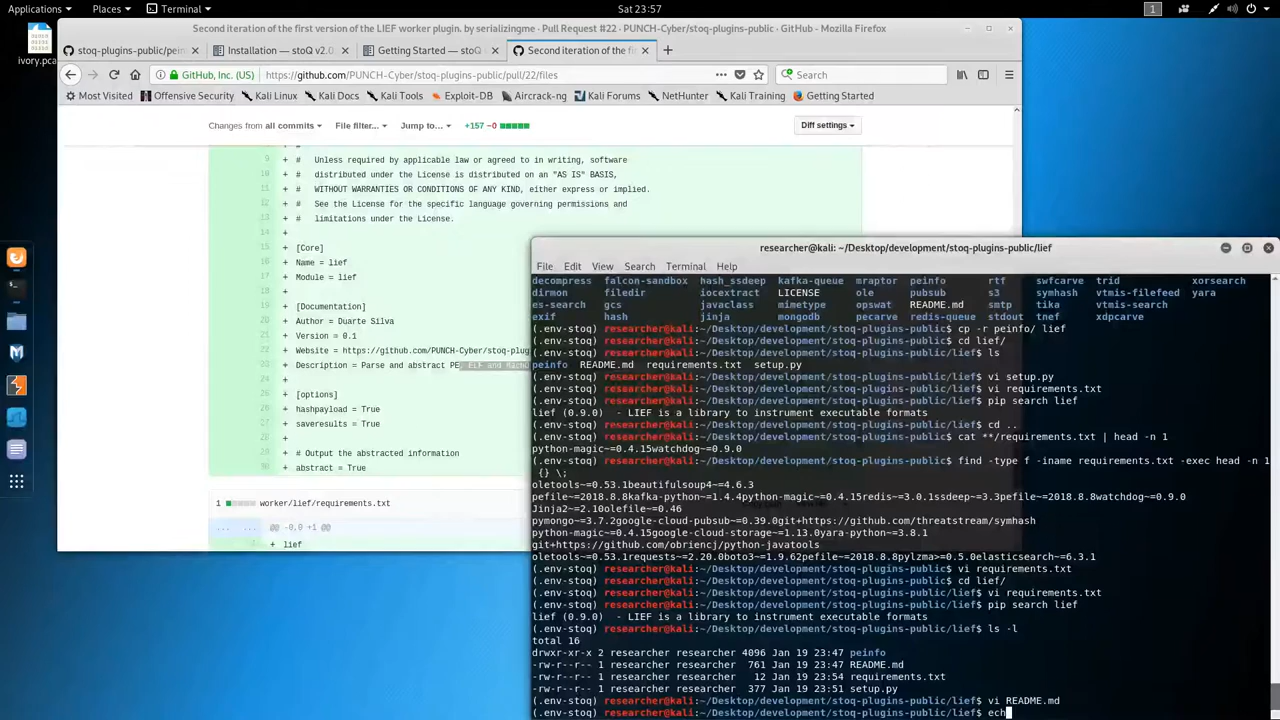 Applications ▾ Places ▾ Terminal ▾ Sat 23:57 1
ivory.pca
Second iteration of the first version of the LIEF worker plugin. by serializingme · Pull Request #22 · PUNCH-Cyber/stoq-plugins-public · GitHub - Mozilla Firefox
stoq-plugins-public/pein × Installation — stoQ v2.0. × Getting Started — stoQ × Second iteration of the fi × +
GitHub, Inc. (US) https://github.com/PUNCH-Cyber/stoq-plugins-public/pull/22/files Search
Most Visited Offensive Security Kali Linux Kali Docs Kali Tools Exploit-DB Aircrack-ng Kali Forums NetHunter Kali Training Getting Started
Changes from all commits ▾ File filter... ▾ Jump to... ▾ +157 −0 Diff settings ▾
9 + # Unless required by applicable law or agreed to in writing, software
10 + # distributed under the License is distributed on an "AS IS" BASIS,
11 + # WITHOUT WARRANTIES OR CONDITIONS OF ANY KIND, either express or implied.
12 + # See the License for the specific language governing permissions and
13 + # limitations under the License.
14 +
15 + [Core]
16 + Name = lief
17 + Module = lief
18 +
19 + [Documentation]
20 + Author = Duarte Silva
21 + Version = 0.1
22 + Website = https://github.com/PUNCH-Cyber/stoq-plug
23 + Description = Parse and abstract PE, ELF and MachO
24 +
25 + [options]
26 + hashpayload = True
27 + saveresults = True
28 +
29 + # Output the abstracted information
30 + abstract = True
1 worker/lief/requirements.txt
... ... @@ -0,0 +1 @@
1 + lief
researcher@kali: ~/Desktop/development/stoq-plugins-public/lief
File Edit View Search Terminal Help
decompress falcon-sandbox hash_ssdeep kafka-queue mraptor peinfo rtf swfcarve trid xorsearch
dirmon filedir iocextract LICENSE ole pubsub s3 symhash vtmis-filefeed yara
es-search gcs javaclass mimetype opswat README.md smtp tika vtmis-search
exif hash jinja mongodb pecarve redis-queue stdout tnef xdpcarve
(.env-stoq) researcher@kali:~/Desktop/development/stoq-plugins-public$ cp -r peinfo/ lief
(.env-stoq) researcher@kali:~/Desktop/development/stoq-plugins-public$ cd lief/
(.env-stoq) researcher@kali:~/Desktop/development/stoq-plugins-public/lief$ ls
peinfo README.md requirements.txt setup.py
(.env-stoq) researcher@kali:~/Desktop/development/stoq-plugins-public/lief$ vi setup.py
(.env-stoq) researcher@kali:~/Desktop/development/stoq-plugins-public/lief$ vi requirements.txt
(.env-stoq) researcher@kali:~/Desktop/development/stoq-plugins-public/lief$ pip search lief
lief (0.9.0) - LIEF is a library to instrument executable formats
(.env-stoq) researcher@kali:~/Desktop/development/stoq-plugins-public/lief$ cd ..
(.env-stoq) researcher@kali:~/Desktop/development/stoq-plugins-public$ cat **/requirements.txt | head -n 1
python-magic~=0.4.15watchdog~=0.9.0
(.env-stoq) researcher@kali:~/Desktop/development/stoq-plugins-public$ find -type f -iname requirements.txt -exec head -n 1
{} \;
oletools~=0.53.1beautifulsoup4~=4.6.3
pefile~=2018.8.8kafka-python~=1.4.4python-magic~=0.4.15redis~=3.0.1ssdeep~=3.3pefile~=2018.8.8watchdog~=0.9.0
Jinja2~=2.10olefile~=0.46
pymongo~=3.7.2google-cloud-pubsub~=0.39.0git+https://github.com/threatstream/symhash
python-magic~=0.4.15google-cloud-storage~=1.13.0yara-python~=3.8.1
git+https://github.com/obriencj/python-javatools
oletools~=0.53.1requests~=2.20.0boto3~=1.9.62pefile~=2018.8.8pylzma>=0.5.0elasticsearch~=6.3.1
(.env-stoq) researcher@kali:~/Desktop/development/stoq-plugins-public$ vi requirements.txt
(.env-stoq) researcher@kali:~/Desktop/development/stoq-plugins-public$ cd lief/
(.env-stoq) researcher@kali:~/Desktop/development/stoq-plugins-public/lief$ vi requirements.txt
(.env-stoq) researcher@kali:~/Desktop/development/stoq-plugins-public/lief$ pip search lief
lief (0.9.0) - LIEF is a library to instrument executable formats
(.env-stoq) researcher@kali:~/Desktop/development/stoq-plugins-public/lief$ ls -l
total 16
drwxr-xr-x 2 researcher researcher 4096 Jan 19 23:47 peinfo
-rw-r--r-- 1 researcher researcher 761 Jan 19 23:47 README.md
-rw-r--r-- 1 researcher researcher 12 Jan 19 23:54 requirements.txt
-rw-r--r-- 1 researcher researcher 377 Jan 19 23:51 setup.py
(.env-stoq) researcher@kali:~/Desktop/development/stoq-plugins-public/lief$ vi README.md
(.env-stoq) researcher@kali:~/Desktop/development/stoq-plugins-public/lief$ ech